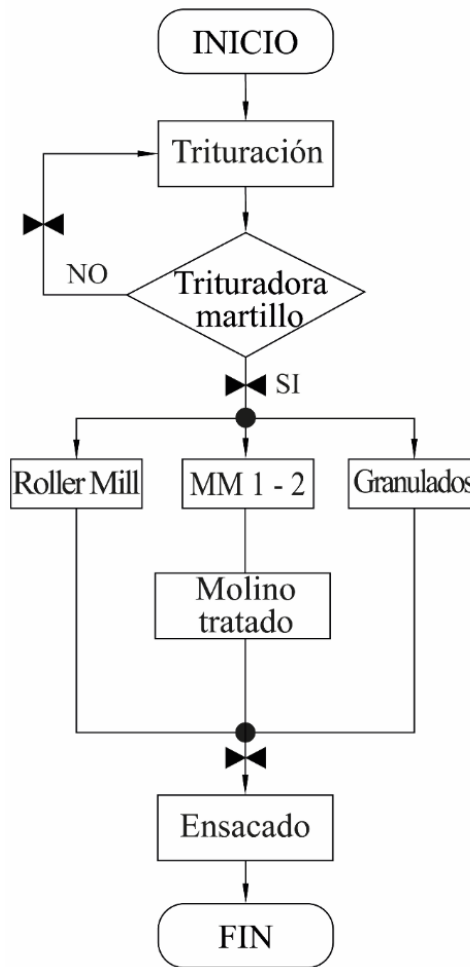 INICIO
Trituración
NO
Trituradora
martillo
SI
Roller Mill
MM 1 - 2
Granulados
Molino
tratado
Ensacado
FIN